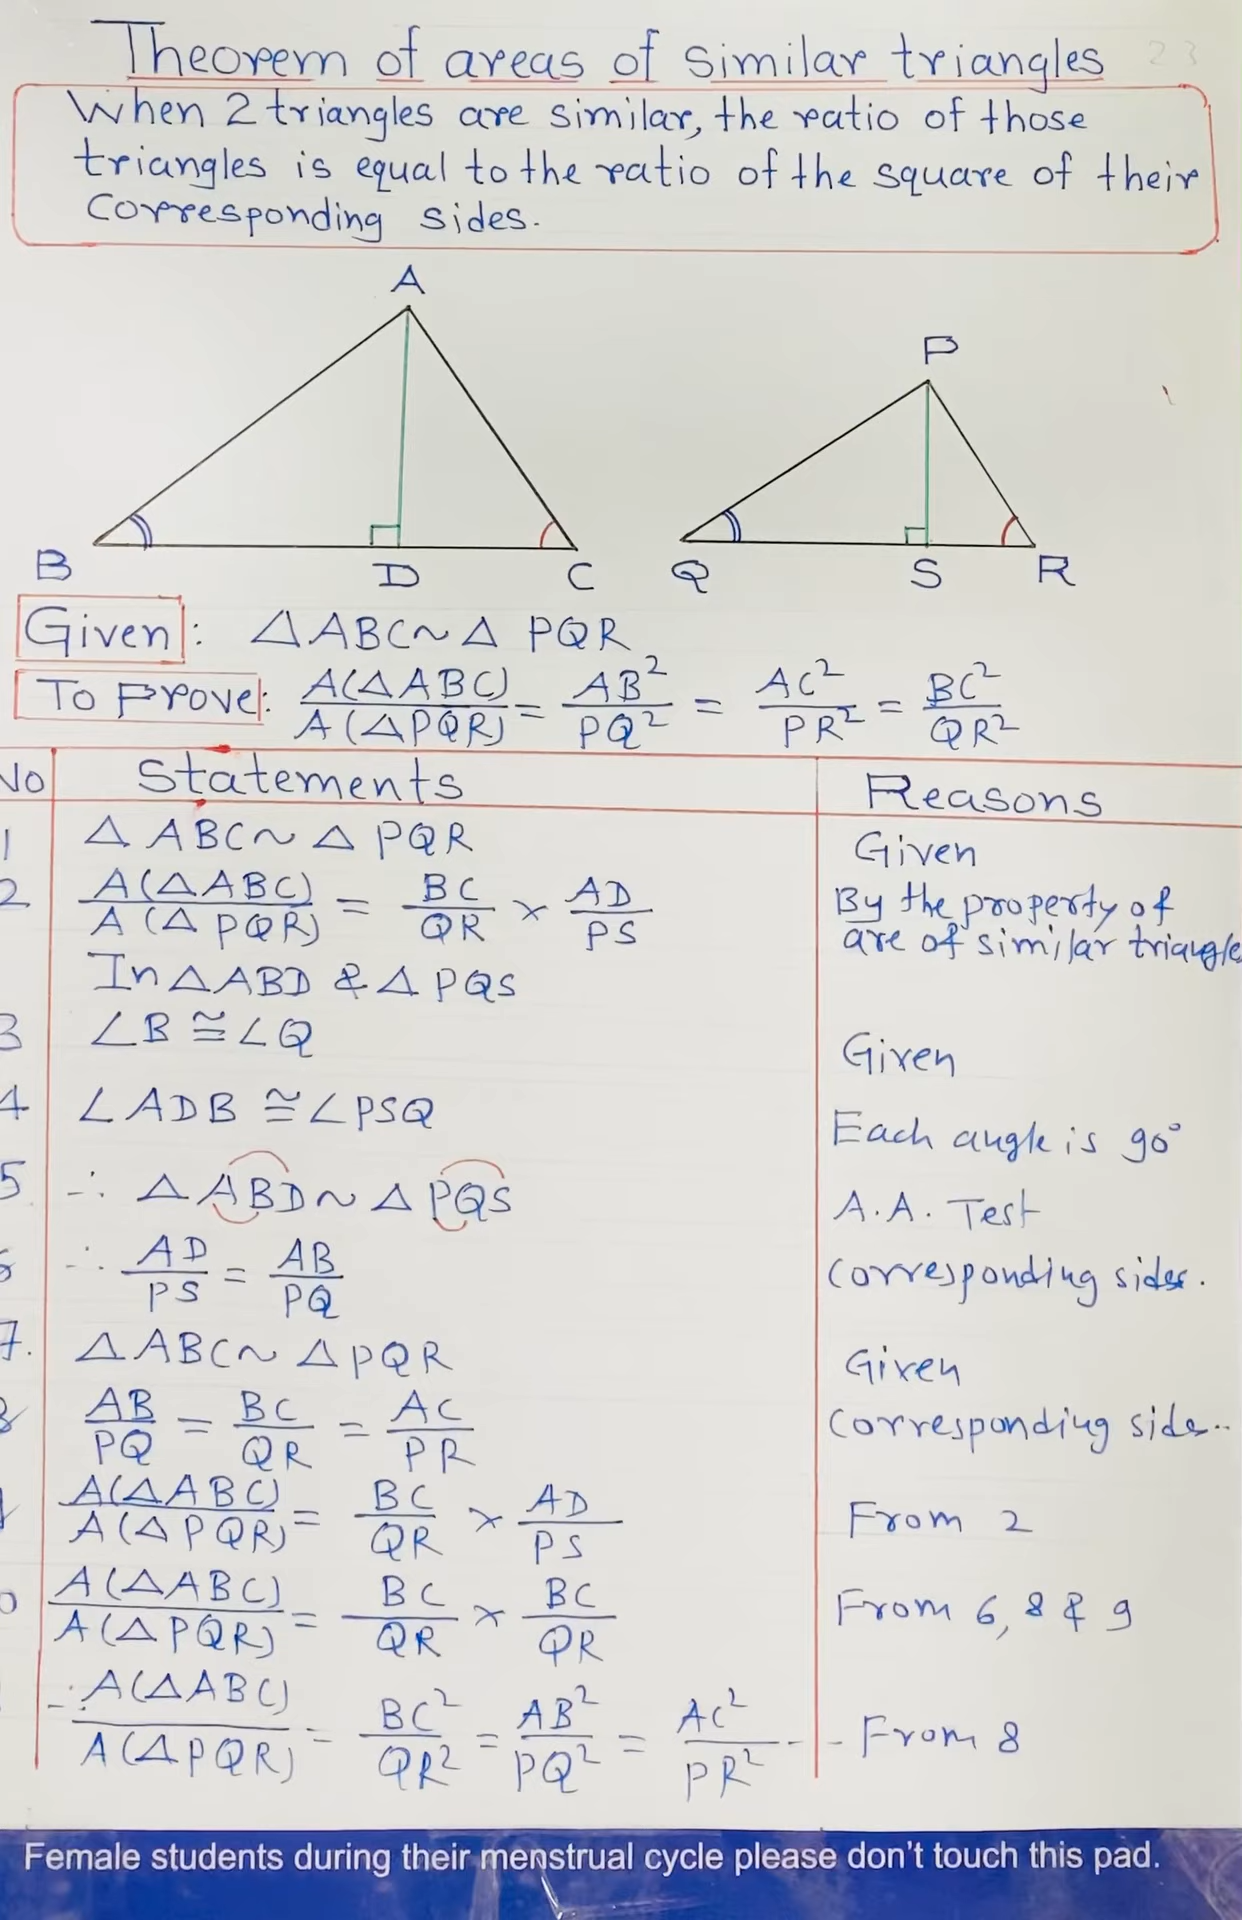 Theorem of areas of similar triangles
23
When 2 triangles are similar, the ratio of those
triangles is equal to the ratio of the square of their
Corresponding sides.
A
P
B D C Q S R
Given: △ABC~△ PQR
To Prove: A(△ABC)/A(△PQR) = AB²/PQ² = AC²/PR² = BC²/QR²
No Statements Reasons
1 △ ABC~△ PQR Given
2 A(△ABC)/A(△PQR) = BC/QR × AD/PS By the property of
are of similar triangle
In △ABD & △PQS
3 ∠B ≅ ∠Q Given
4 ∠ADB ≅ ∠PSQ Each angle is 90°
5 ∴ △ABD~△PQS A.A. Test
6 ∴ AD/PS = AB/PQ Corresponding sides.
7. △ABC~△PQR Given
8 AB/PQ = BC/QR = AC/PR Corresponding side..
A(△ABC)/A(△PQR) = BC/QR × AD/PS From 2
0 A(△ABC)/A(△PQR) = BC/QR × BC/QR From 6, 8 & 9
∴ A(△ABC)/A(△PQR) = BC²/QR² = AB²/PQ² = AC²/PR² -- From 8
Female students during their menstrual cycle please don't touch this pad.